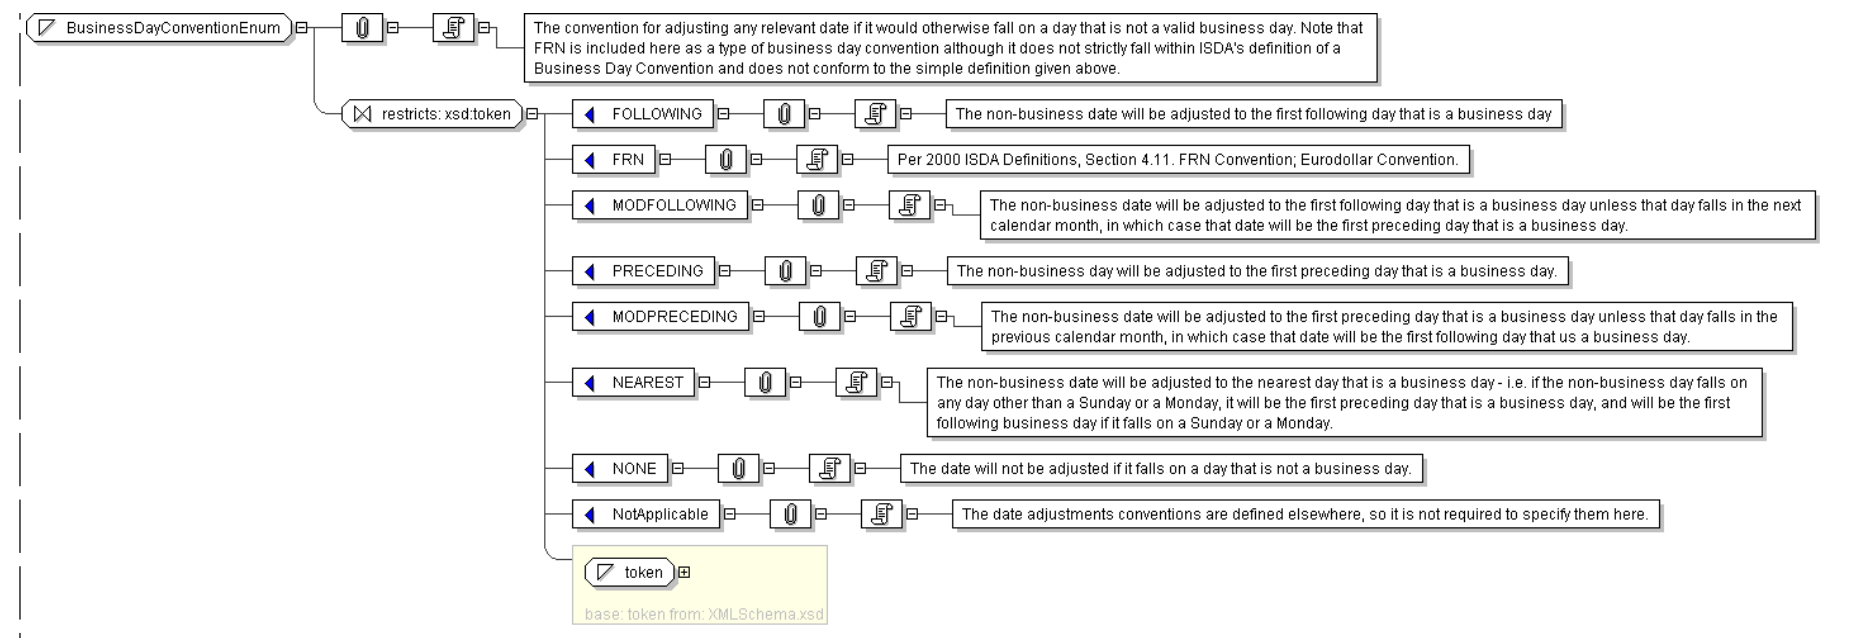 BusinessDayConventionEnum
The convention for adjusting any relevant date if it would otherwise fall on a day that is not a valid business day. Note that
FRN is included here as a type of business day convention although it does not strictly fall within ISDA's definition of a
Business Day Convention and does not conform to the simple definition given above.
restricts: xsd:token
FOLLOWING
The non-business date will be adjusted to the first following day that is a business day
FRN
Per 2000 ISDA Definitions, Section 4.11. FRN Convention; Eurodollar Convention.
MODFOLLOWING
The non-business date will be adjusted to the first following day that is a business day unless that day falls in the next
calendar month, in which case that date will be the first preceding day that is a business day.
PRECEDING
The non-business day will be adjusted to the first preceding day that is a business day.
MODPRECEDING
The non-business date will be adjusted to the first preceding day that is a business day unless that day falls in the
previous calendar month, in which case that date will be the first following day that us a business day.
NEAREST
The non-business date will be adjusted to the nearest day that is a business day - i.e. if the non-business day falls on
any day other than a Sunday or a Monday, it will be the first preceding day that is a business day, and will be the first
following business day if it falls on a Sunday or a Monday.
NONE
The date will not be adjusted if it falls on a day that is not a business day.
NotApplicable
The date adjustments conventions are defined elsewhere, so it is not required to specify them here.
token
base: token from: XMLSchema.xsd